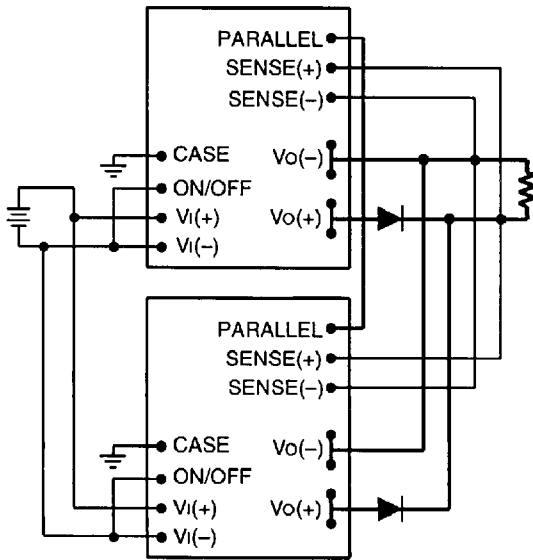 PARALLEL
SENSE(+)
SENSE(−)
CASE
VO(−)
ON/OFF
VI(+)
VO(+)
VI(−)
PARALLEL
SENSE(+)
SENSE(−)
CASE
VO(−)
ON/OFF
VI(+)
VO(+)
VI(−)